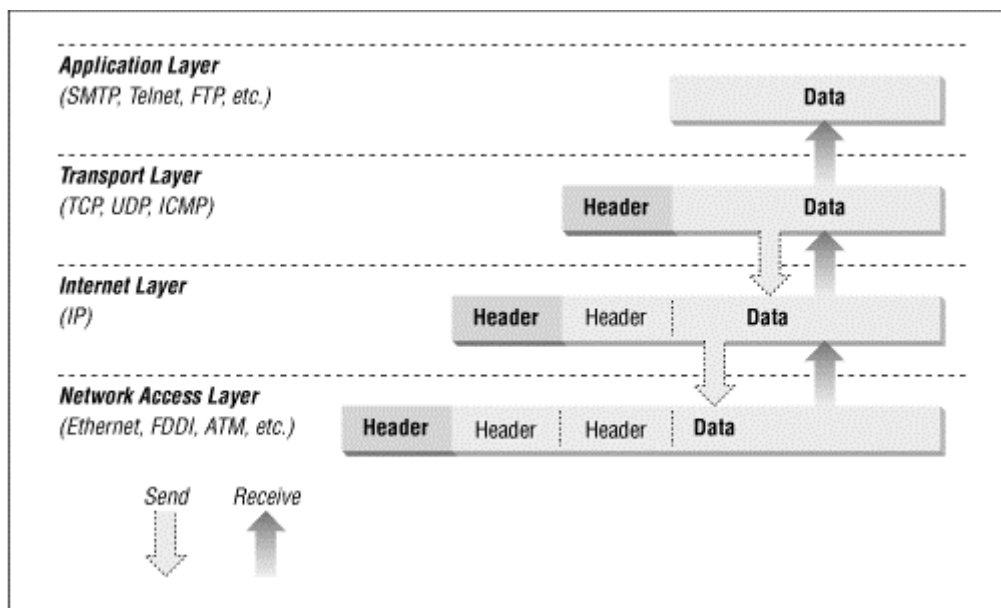 Application Layer
(SMTP, Telnet, FTP, etc.)
Data
Transport Layer
(TCP, UDP, ICMP)
Header Data
Internet Layer
(IP)
Header Header Data
Network Access Layer
(Ethernet, FDDI, ATM, etc.)
Header Header Header Data
Send Receive